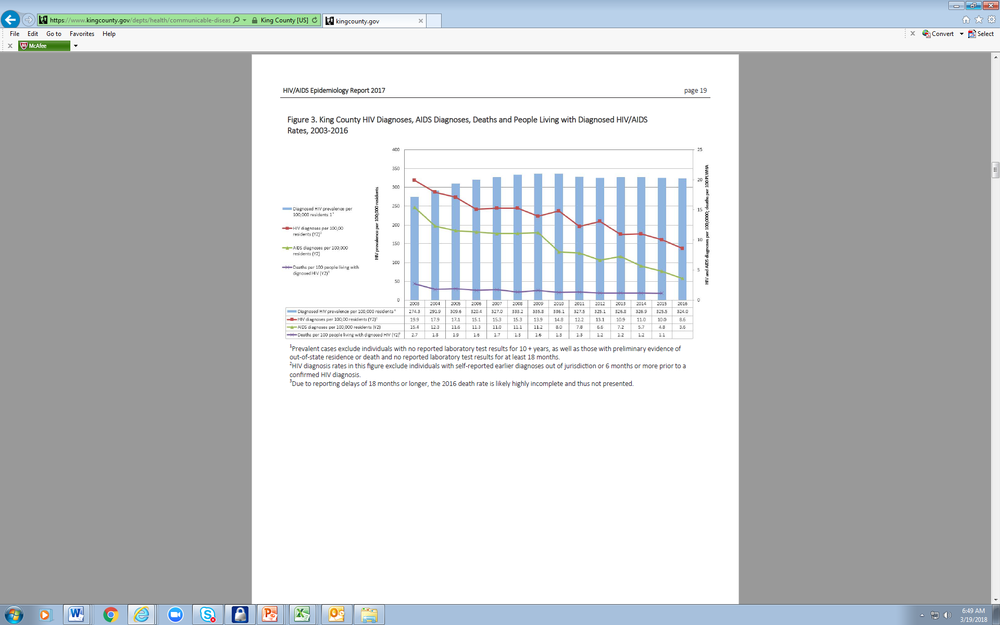 https://www.kingcounty.gov/depts/health/communicable-diseas
King County [US]
kingcounty.gov
File Edit Go to Favorites Help
Convert Select
McAfee
HIV/AIDS Epidemiology Report 2017 page 19
Figure 3. King County HIV Diagnoses, AIDS Diagnoses, Deaths and People Living with Diagnosed HIV/AIDS
Rates, 2003-2016
400 25
350
300 20
250 15
200
150 10
100
50 5
0 0
HIV prevalence per 100,000 residents
HIV and AIDS diagnoses per 100,0000; deaths per 100 PLWHA
Diagnosed HIV prevalence per
100,000 residents 1¹
HIV diagnoses per 100,00
residents (Y2)²
AIDS diagnoses per 100,000
residents (Y2)
Deaths per 100 people living with
dignosed HIV (Y2)³
2003 2004 2005 2006 2007 2008 2009 2010 2011 2012 2013 2014 2015 2016
Diagnosed HIV prevalence per 100,000 residents ¹ 274.3 291.9 309.6 320.4 327.0 333.2 335.8 336.1 327.5 325.1 326.8 326.9 325.5 324.0
HIV diagnoses per 100,00 residents (Y2)² 19.9 17.9 17.1 15.1 15.3 15.3 13.9 14.8 12.2 13.1 10.9 11.0 10.0 8.6
AIDS diagnoses per 100,000 residents (Y2) 15.4 12.3 11.6 11.3 11.0 11.1 11.2 8.0 7.8 6.6 7.2 5.7 4.8 3.6
Deaths per 100 people living with dignosed HIV (Y2)³ 2.7 1.8 1.9 1.6 1.7 1.3 1.6 1.3 1.3 1.2 1.2 1.2 1.1
¹Prevalent cases exclude individuals with no reported laboratory test results for 10 + years, as well as those with preliminary evidence of
out-of-state residence or death and no reported laboratory test results for at least 18 months.
²HIV diagnosis rates in this figure exclude individuals with self-reported earlier diagnoses out of jurisdiction or 6 months or more prior to a
confirmed HIV diagnosis.
³Due to reporting delays of 18 months or longer, the 2016 death rate is likely highly incomplete and thus not presented.
6:49 AM
3/19/2018